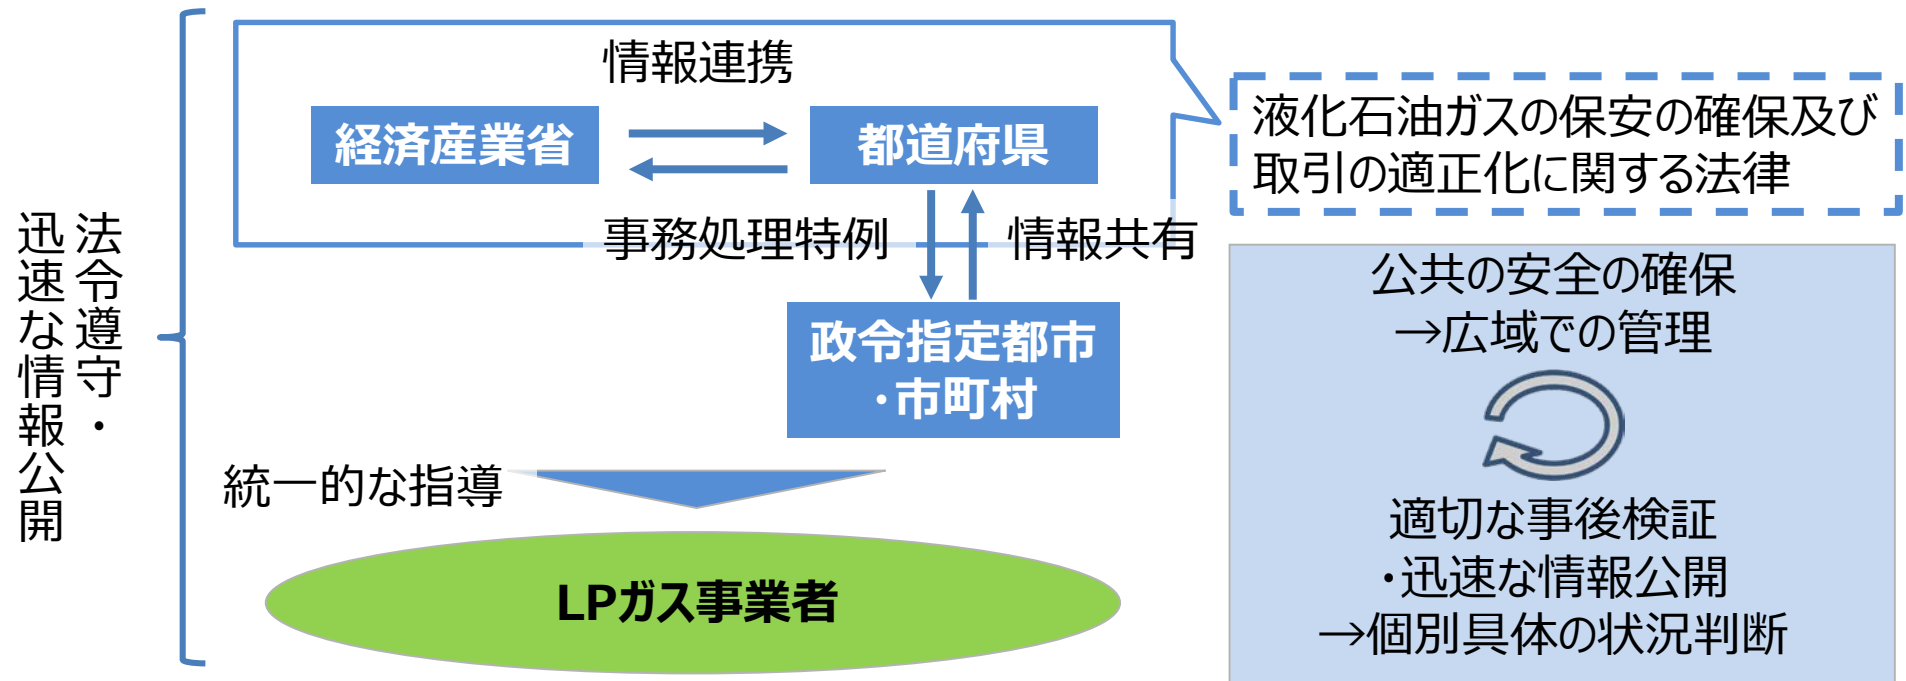 法令遵守・
迅速な情報公開
情報連携
経済産業省
都道府県
事務処理特例
情報共有
政令指定都市
・市町村
統一的な指導
LPガス事業者
液化石油ガスの保安の確保及び
取引の適正化に関する法律
公共の安全の確保
→広域での管理
適切な事後検証
・迅速な情報公開
→個別具体の状況判断